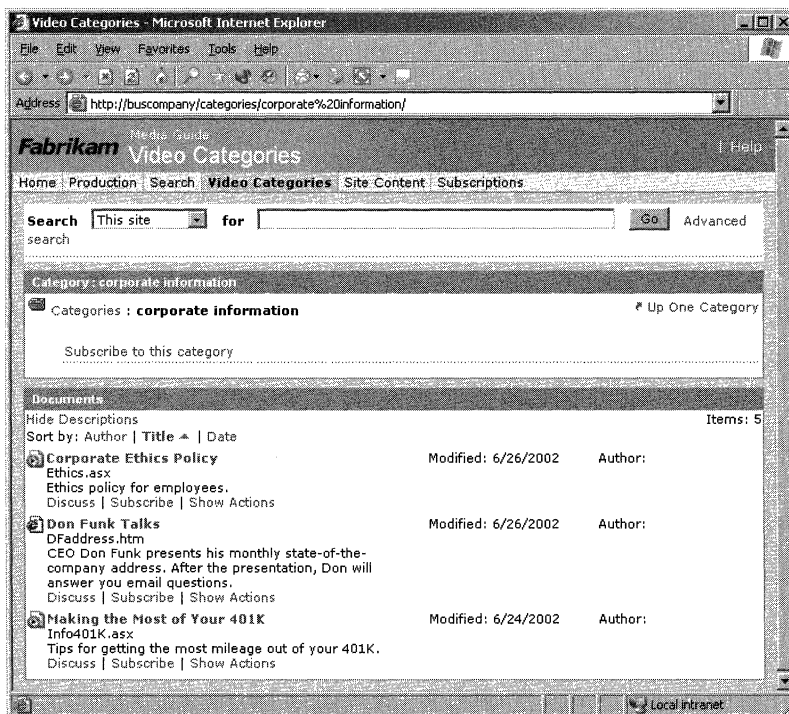 Video Categories - Microsoft Internet Explorer
File Edit View Favorites Tools Help
Address http://buscompany/categories/corporate%20information/
Fabrikam Media Guide
Video Categories
| Help
Home Production Search Video Categories Site Content Subscriptions
Search This site for Go Advanced
search
Category : corporate information
Categories : corporate information Up One Category
Subscribe to this category
Documents
Hide Descriptions Items: 5
Sort by: Author | Title | Date
Corporate Ethics Policy Modified: 6/26/2002 Author:
Ethics.asx
Ethics policy for employees.
Discuss | Subscribe | Show Actions
Don Funk Talks Modified: 6/26/2002 Author:
DFaddress.htm
CEO Don Funk presents his monthly state-of-the-
company address. After the presentation, Don will
answer you email questions.
Discuss | Subscribe | Show Actions
Making the Most of Your 401K Modified: 6/24/2002 Author:
Info401K.asx
Tips for getting the most mileage out of your 401K.
Discuss | Subscribe | Show Actions
Local intranet